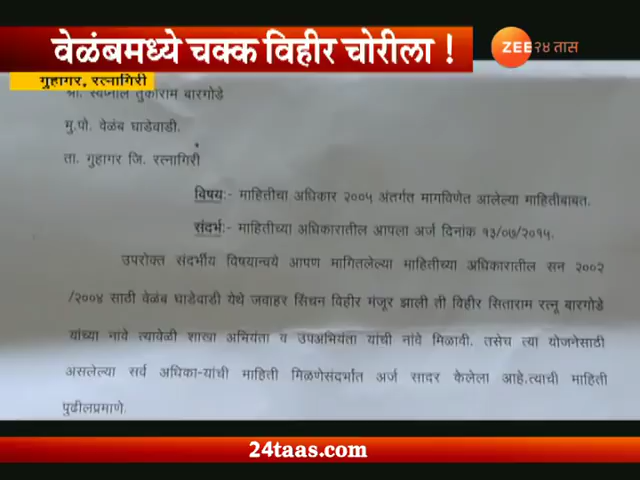 वेळंबमध्ये चक्क विहीर चोरीला !
ZEE २४ तास
गुहागर, रत्नागिरी
श्री. स्वप्नील तुकाराम बारगोडे
मु.पो. वेळंब घाडेवाडी.
ता. गुहागर जि. रत्नागिरी
विषय:- माहितीचा अधिकार २००५ अंतर्गत मागविणेत आलेल्या माहितीबाबत.
संदर्भ:- माहितीच्या अधिकारातील आपला अर्ज दिनांक १३/०७/२०१५.
उपरोक्त संदर्भीय विषयान्वये आपण मागितलेल्या माहितीच्या अधिकारातील सन २००२
/२००४ साठी वेळंब घाडेवाडी येथे जवाहर सिंचन विहीर मंजूर झाली ती विहीर सिताराम रत्नू बारगोडे
यांच्या नावे त्यावेळी शाखा अभियंता व उपअभियंता यांची नांवे मिळावी. तसेच त्या योजनेसाठी
असलेल्या सर्व अधिका-यांची माहिती मिळणेसंदर्भात अर्ज सादर केलेला आहे.त्याची माहिती
पुढीलप्रमाणे.
24taas.com